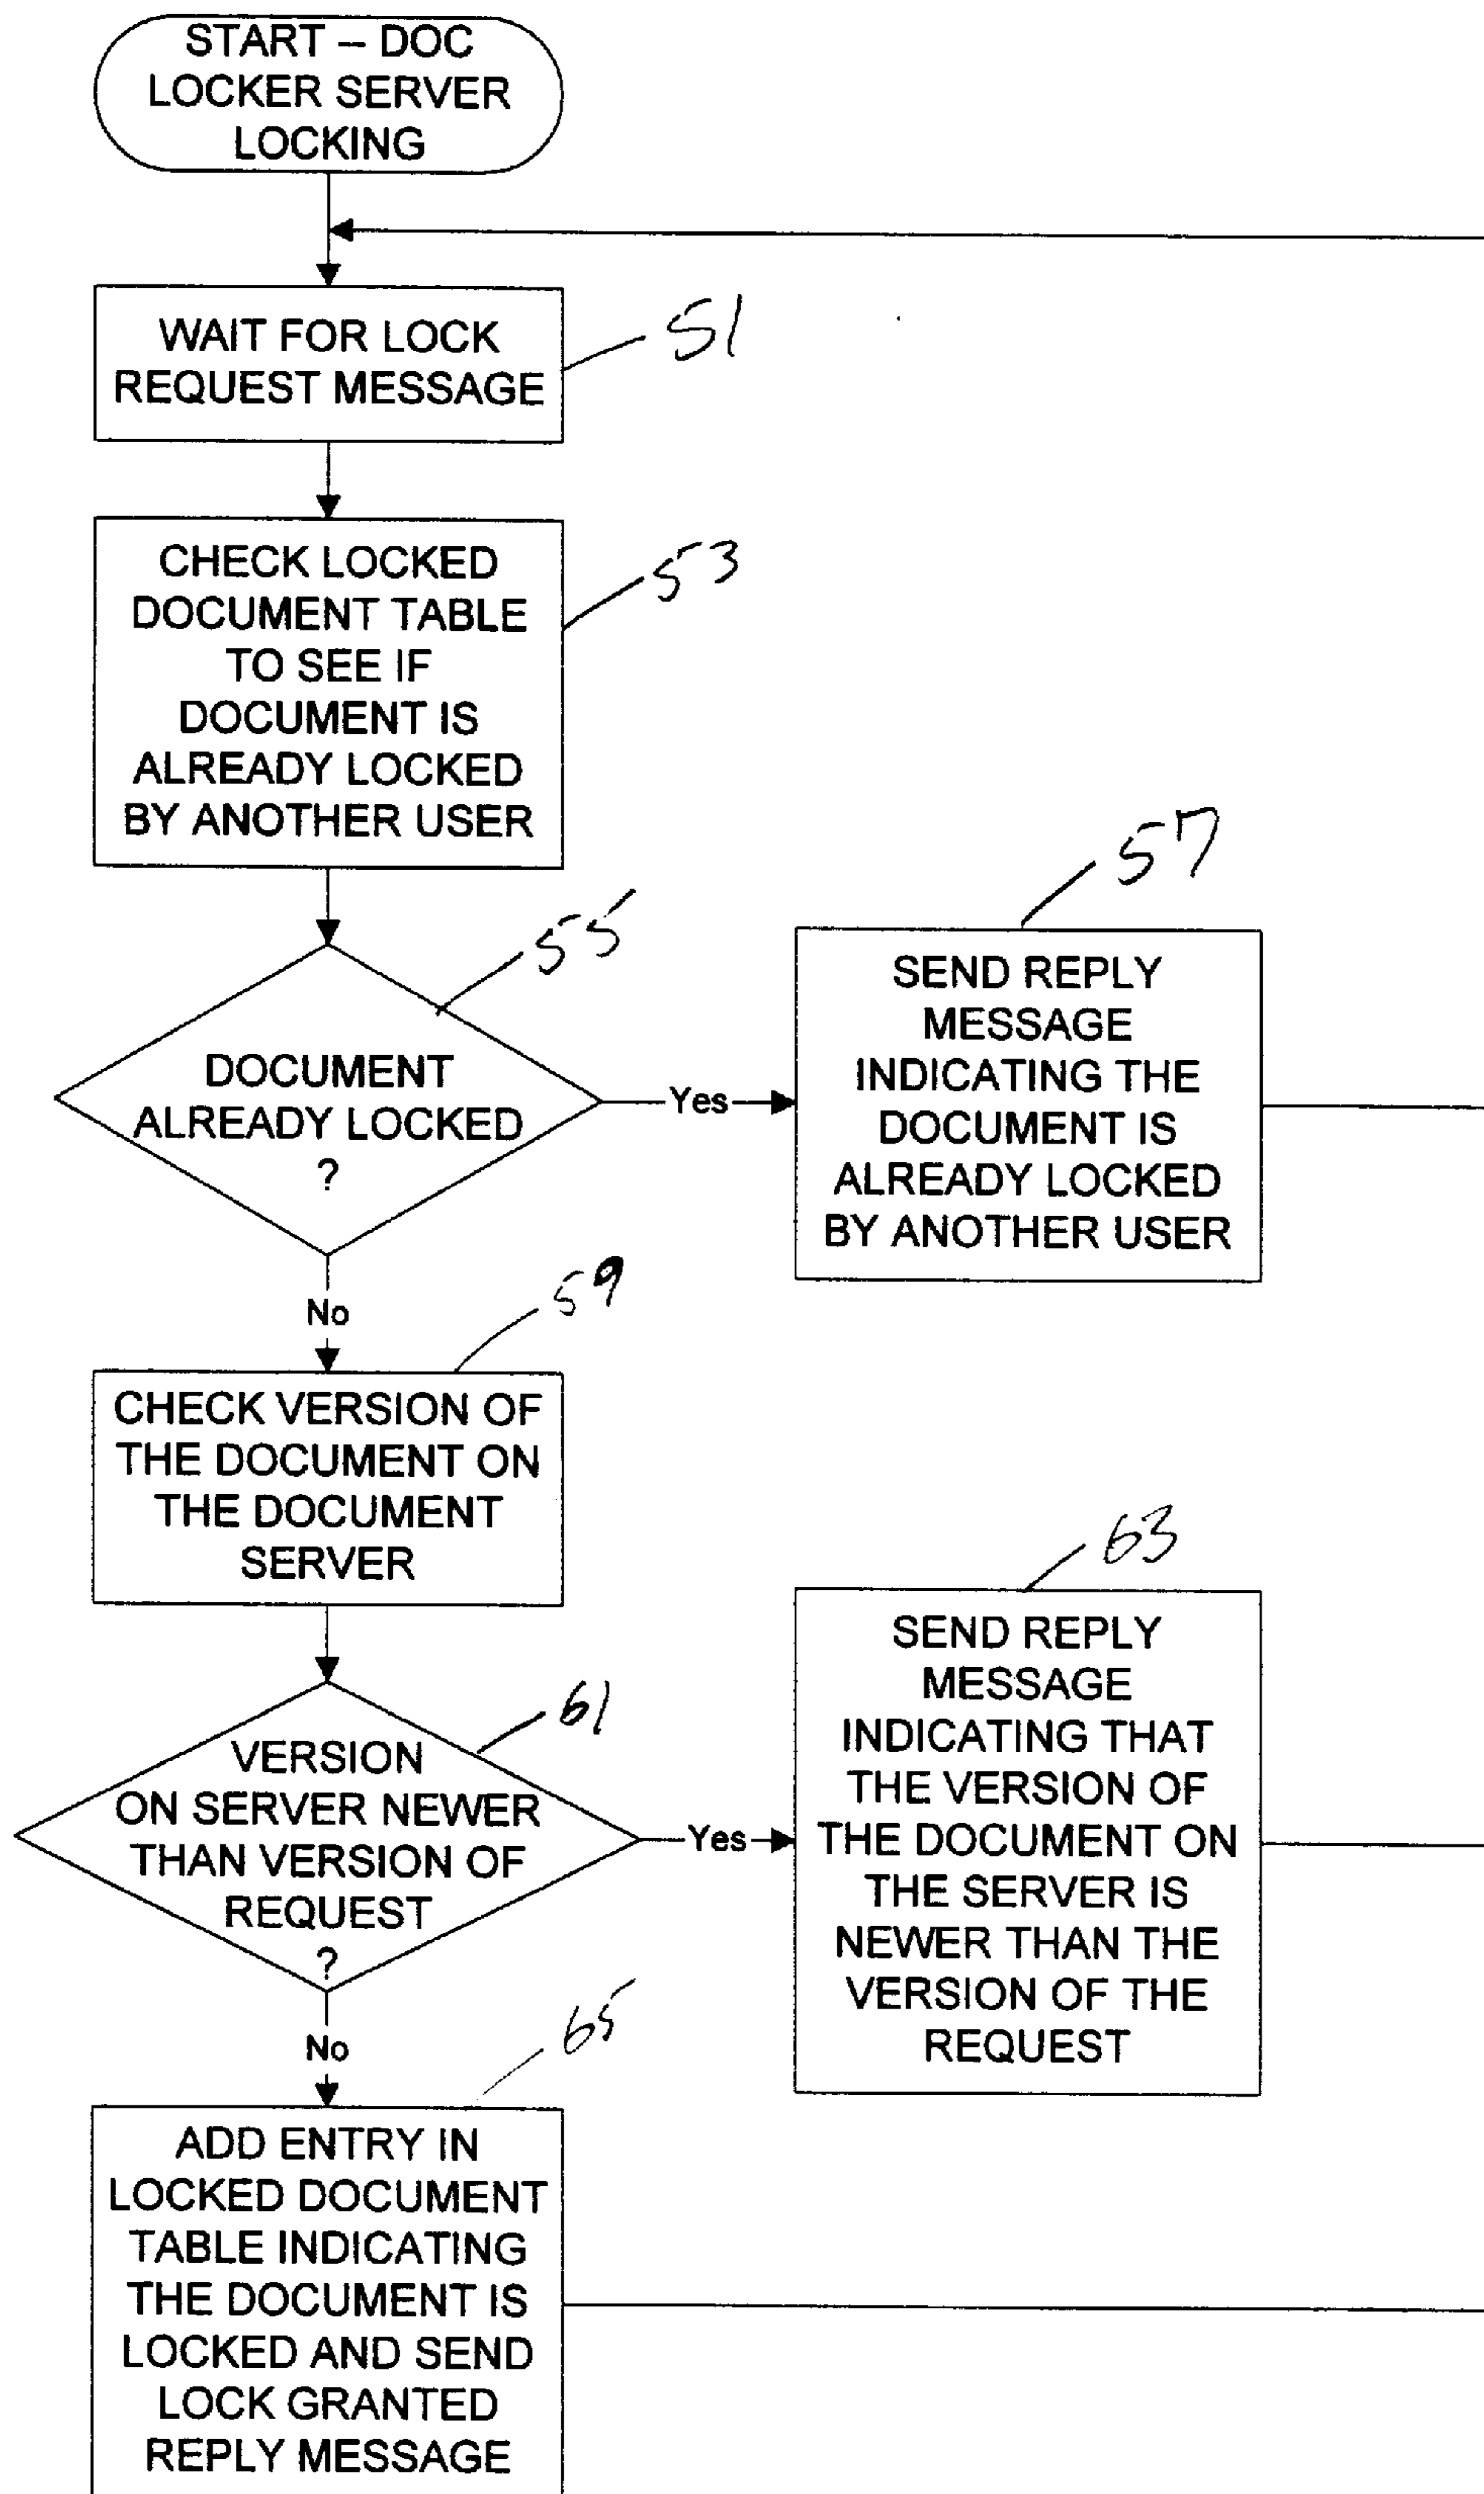 START – DOC
LOCKER SERVER
LOCKING
WAIT FOR LOCK
REQUEST MESSAGE
51
CHECK LOCKED
DOCUMENT TABLE
TO SEE IF
DOCUMENT IS
ALREADY LOCKED
BY ANOTHER USER
53
DOCUMENT
ALREADY LOCKED
?
55
Yes
SEND REPLY
MESSAGE
INDICATING THE
DOCUMENT IS
ALREADY LOCKED
BY ANOTHER USER
57
No
CHECK VERSION OF
THE DOCUMENT ON
THE DOCUMENT
SERVER
59
VERSION
ON SERVER NEWER
THAN VERSION OF
REQUEST
?
61
Yes
SEND REPLY
MESSAGE
INDICATING THAT
THE VERSION OF
THE DOCUMENT ON
THE SERVER IS
NEWER THAN THE
VERSION OF THE
REQUEST
63
No
ADD ENTRY IN
LOCKED DOCUMENT
TABLE INDICATING
THE DOCUMENT IS
LOCKED AND SEND
LOCK GRANTED
REPLY MESSAGE
65